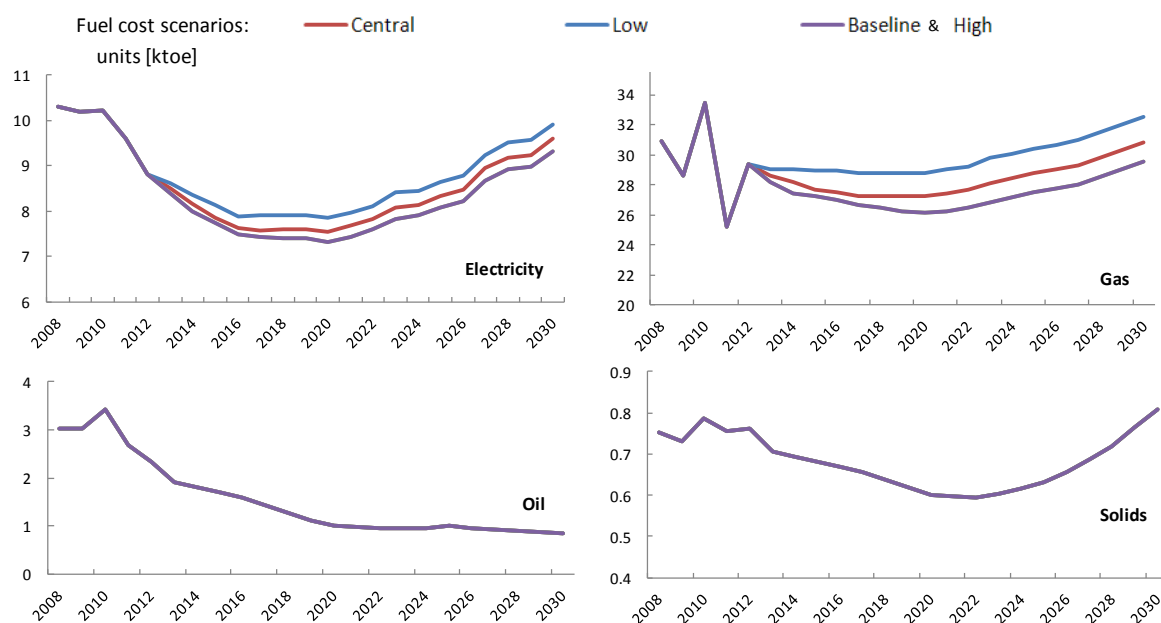 Fuel cost scenarios: Central Low Baseline & High
units [ktoe]
11
10
9
8
7
6
Electricity
2008 2010 2012 2014 2016 2018 2020 2022 2024 2026 2028 2030
34
32
30
28
26
24
22
20
Gas
2008 2010 2012 2014 2016 2018 2020 2022 2024 2026 2028 2030
4
3
2
1
0
Oil
2008 2010 2012 2014 2016 2018 2020 2022 2024 2026 2028 2030
0.9
0.8
0.7
0.6
0.5
0.4
Solids
2008 2010 2012 2014 2016 2018 2020 2022 2024 2026 2028 2030